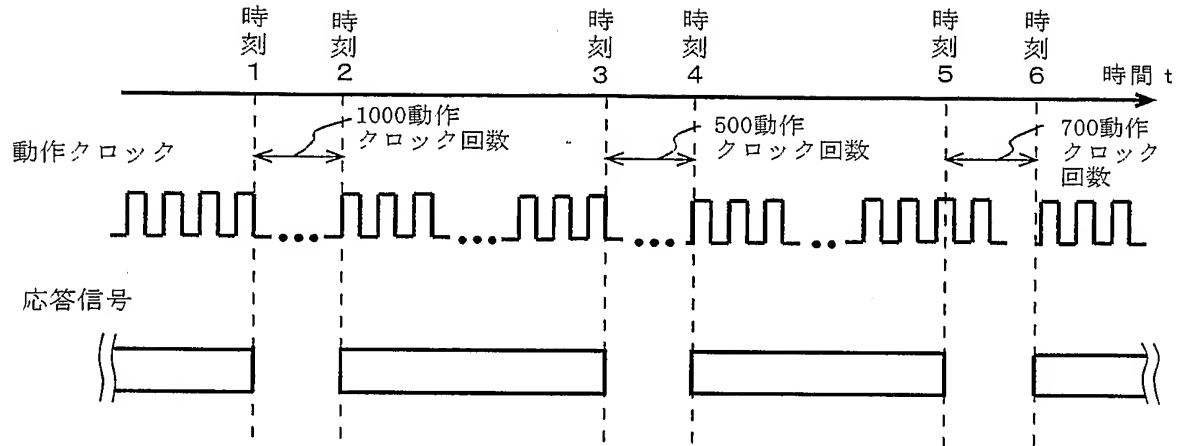 時刻1
時刻2
時刻3
時刻4
時刻5
時刻6
時間 t
1000動作
クロック回数
500動作
クロック回数
700動作
クロック
回数
動作クロック
応答信号